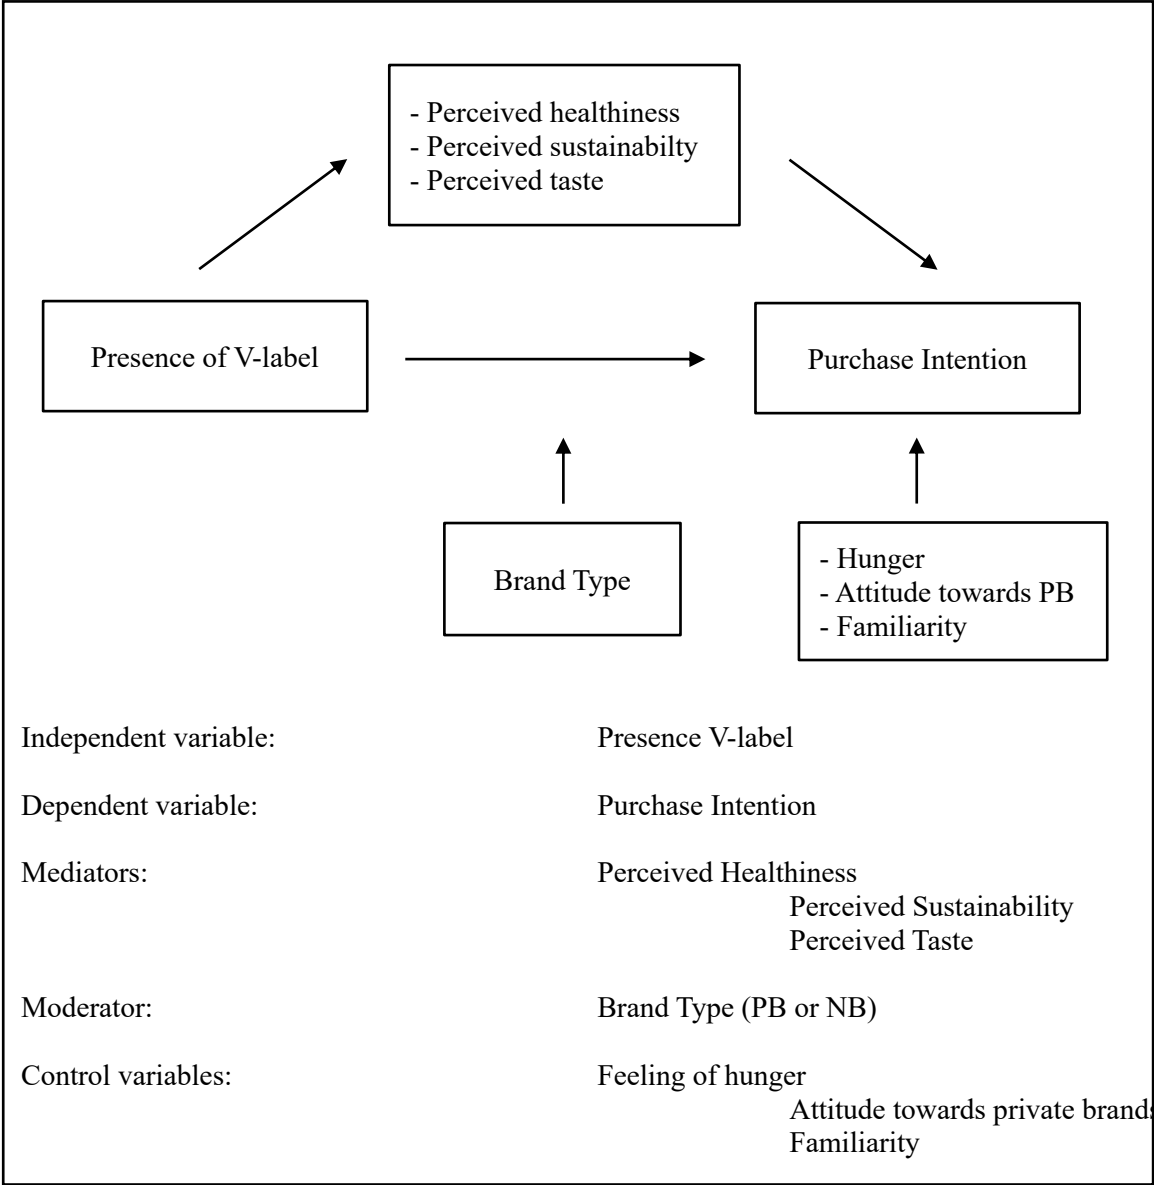 - Perceived healthiness
- Perceived sustainabilty
- Perceived taste
Presence of V-label
Purchase Intention
Brand Type
- Hunger
- Attitude towards PB
- Familiarity
Independent variable: Presence V-label
Dependent variable: Purchase Intention
Mediators: Perceived Healthiness
Perceived Sustainability
Perceived Taste
Moderator: Brand Type (PB or NB)
Control variables: Feeling of hunger
Attitude towards private brands
Familiarity